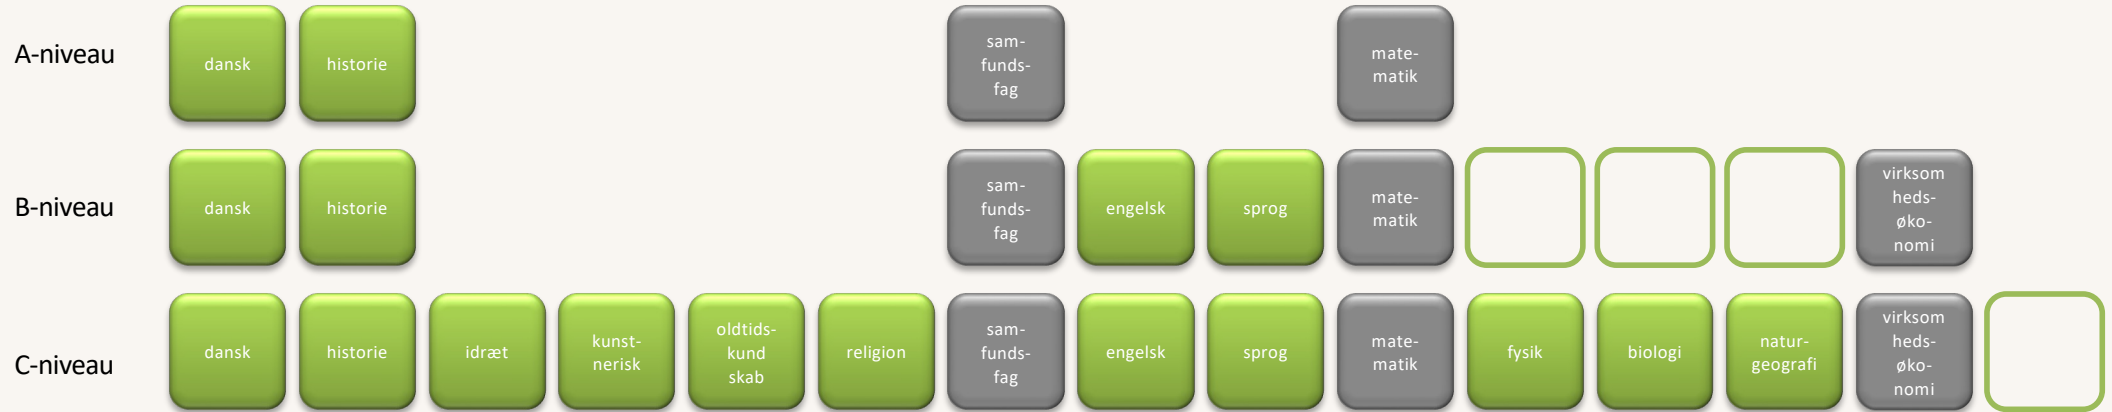 A-niveau
dansk
historie
sam-
funds-
fag
mate-
matik
B-niveau
dansk
historie
sam-
funds-
fag
engelsk
sprog
mate-
matik
virksom
heds-
øko-
nomi
C-niveau
dansk
historie
idræt
kunst-
nerisk
oldtids-
kund
skab
religion
sam-
funds-
fag
engelsk
sprog
mate-
matik
fysik
biologi
natur-
geografi
virksom
heds-
øko-
nomi